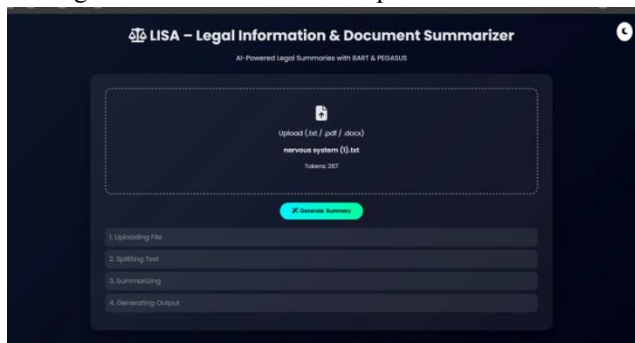 LISA – Legal Information & Document Summarizer
AI-Powered Legal Summaries with BART & PEGASUS
Upload (.txt / .pdf / .docx)
nervous system (1).txt
Tokens: 267
Generate Summary
1. Uploading File
2. Splitting Text
3. Summarizing
4. Generating Output